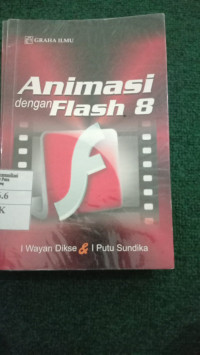 GRAHA ILMU
Animasi
dengan Flash 8
I Wayan Dikse & I Putu Sundika